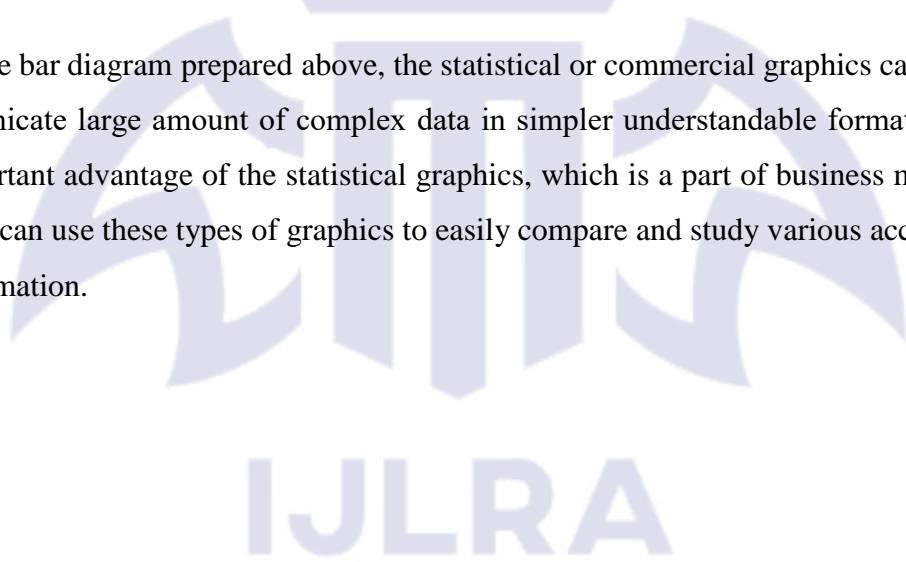 e bar diagram prepared above, the statistical or commercial graphics ca
nicate large amount of complex data in simpler understandable format
rtant advantage of the statistical graphics, which is a part of business
can use these types of graphics to easily compare and study various acc
mation.
IJLRA